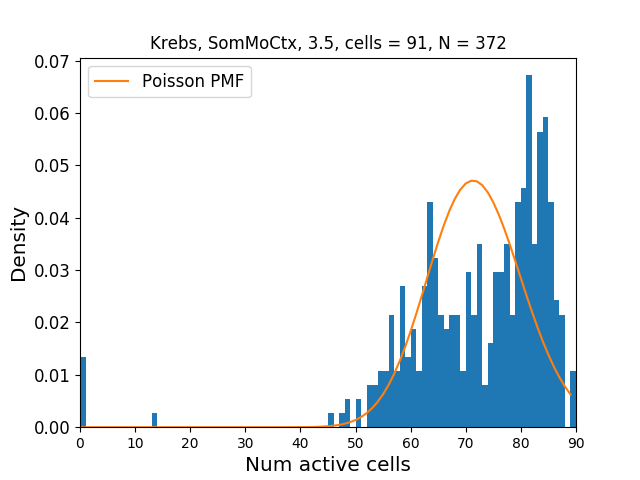 Krebs, SomMoCtx, 3.5, cells = 91, N = 372
Poisson PMF
0.07
0.06
0.05
0.04
0.03
0.02
0.01
0.00
Density
0 10 20 30 40 50 60 70 80 90
Num active cells